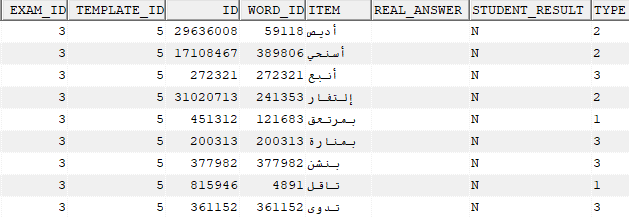 EXAM_ID TEMPLATE_ID ID WORD_ID ITEM REAL_ANSWER STUDENT_RESULT TYPE
3 5 29636008 59118 أديص N 2
3 5 17108467 389806 أسنحي N 2
3 5 272321 272321 أنبع N 3
3 5 31020713 241353 إلتفار N 2
3 5 451312 121683 بمرتعق N 1
3 5 200313 200313 بمنارة N 3
3 5 377982 377982 بنشن N 3
3 5 815946 4891 تاقل N 1
3 5 361152 361152 تدوى N 3